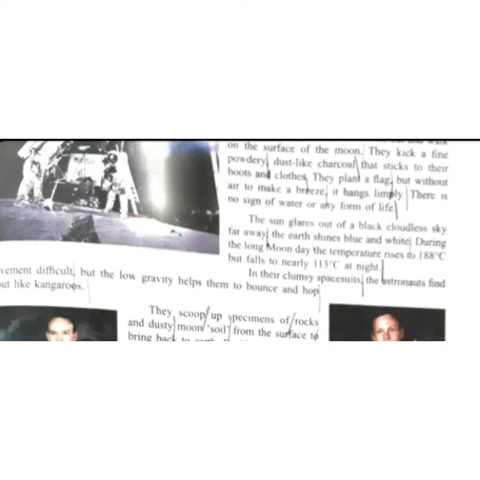 on the surface of the moon. They kick a fine
powdery, dust-like charcoal that sticks to their
boots and clothes. They plant a flag, but without
air to make a breeze, it hangs limply. There is
no sign of water or any form of life.
The sun glares out of a black cloudless sky
far away, the earth shines blue and white. During
the long Moon day the temperature rises to 188°C
but falls to nearly 113°C at night.
In their clumsy spacesuits, the astronauts find
vement difficult, but the low gravity helps them to bounce and hop
out like kangaroos.
They scoop up specimens of rocks
and dusty moon 'soil' from the surface to
bring back to